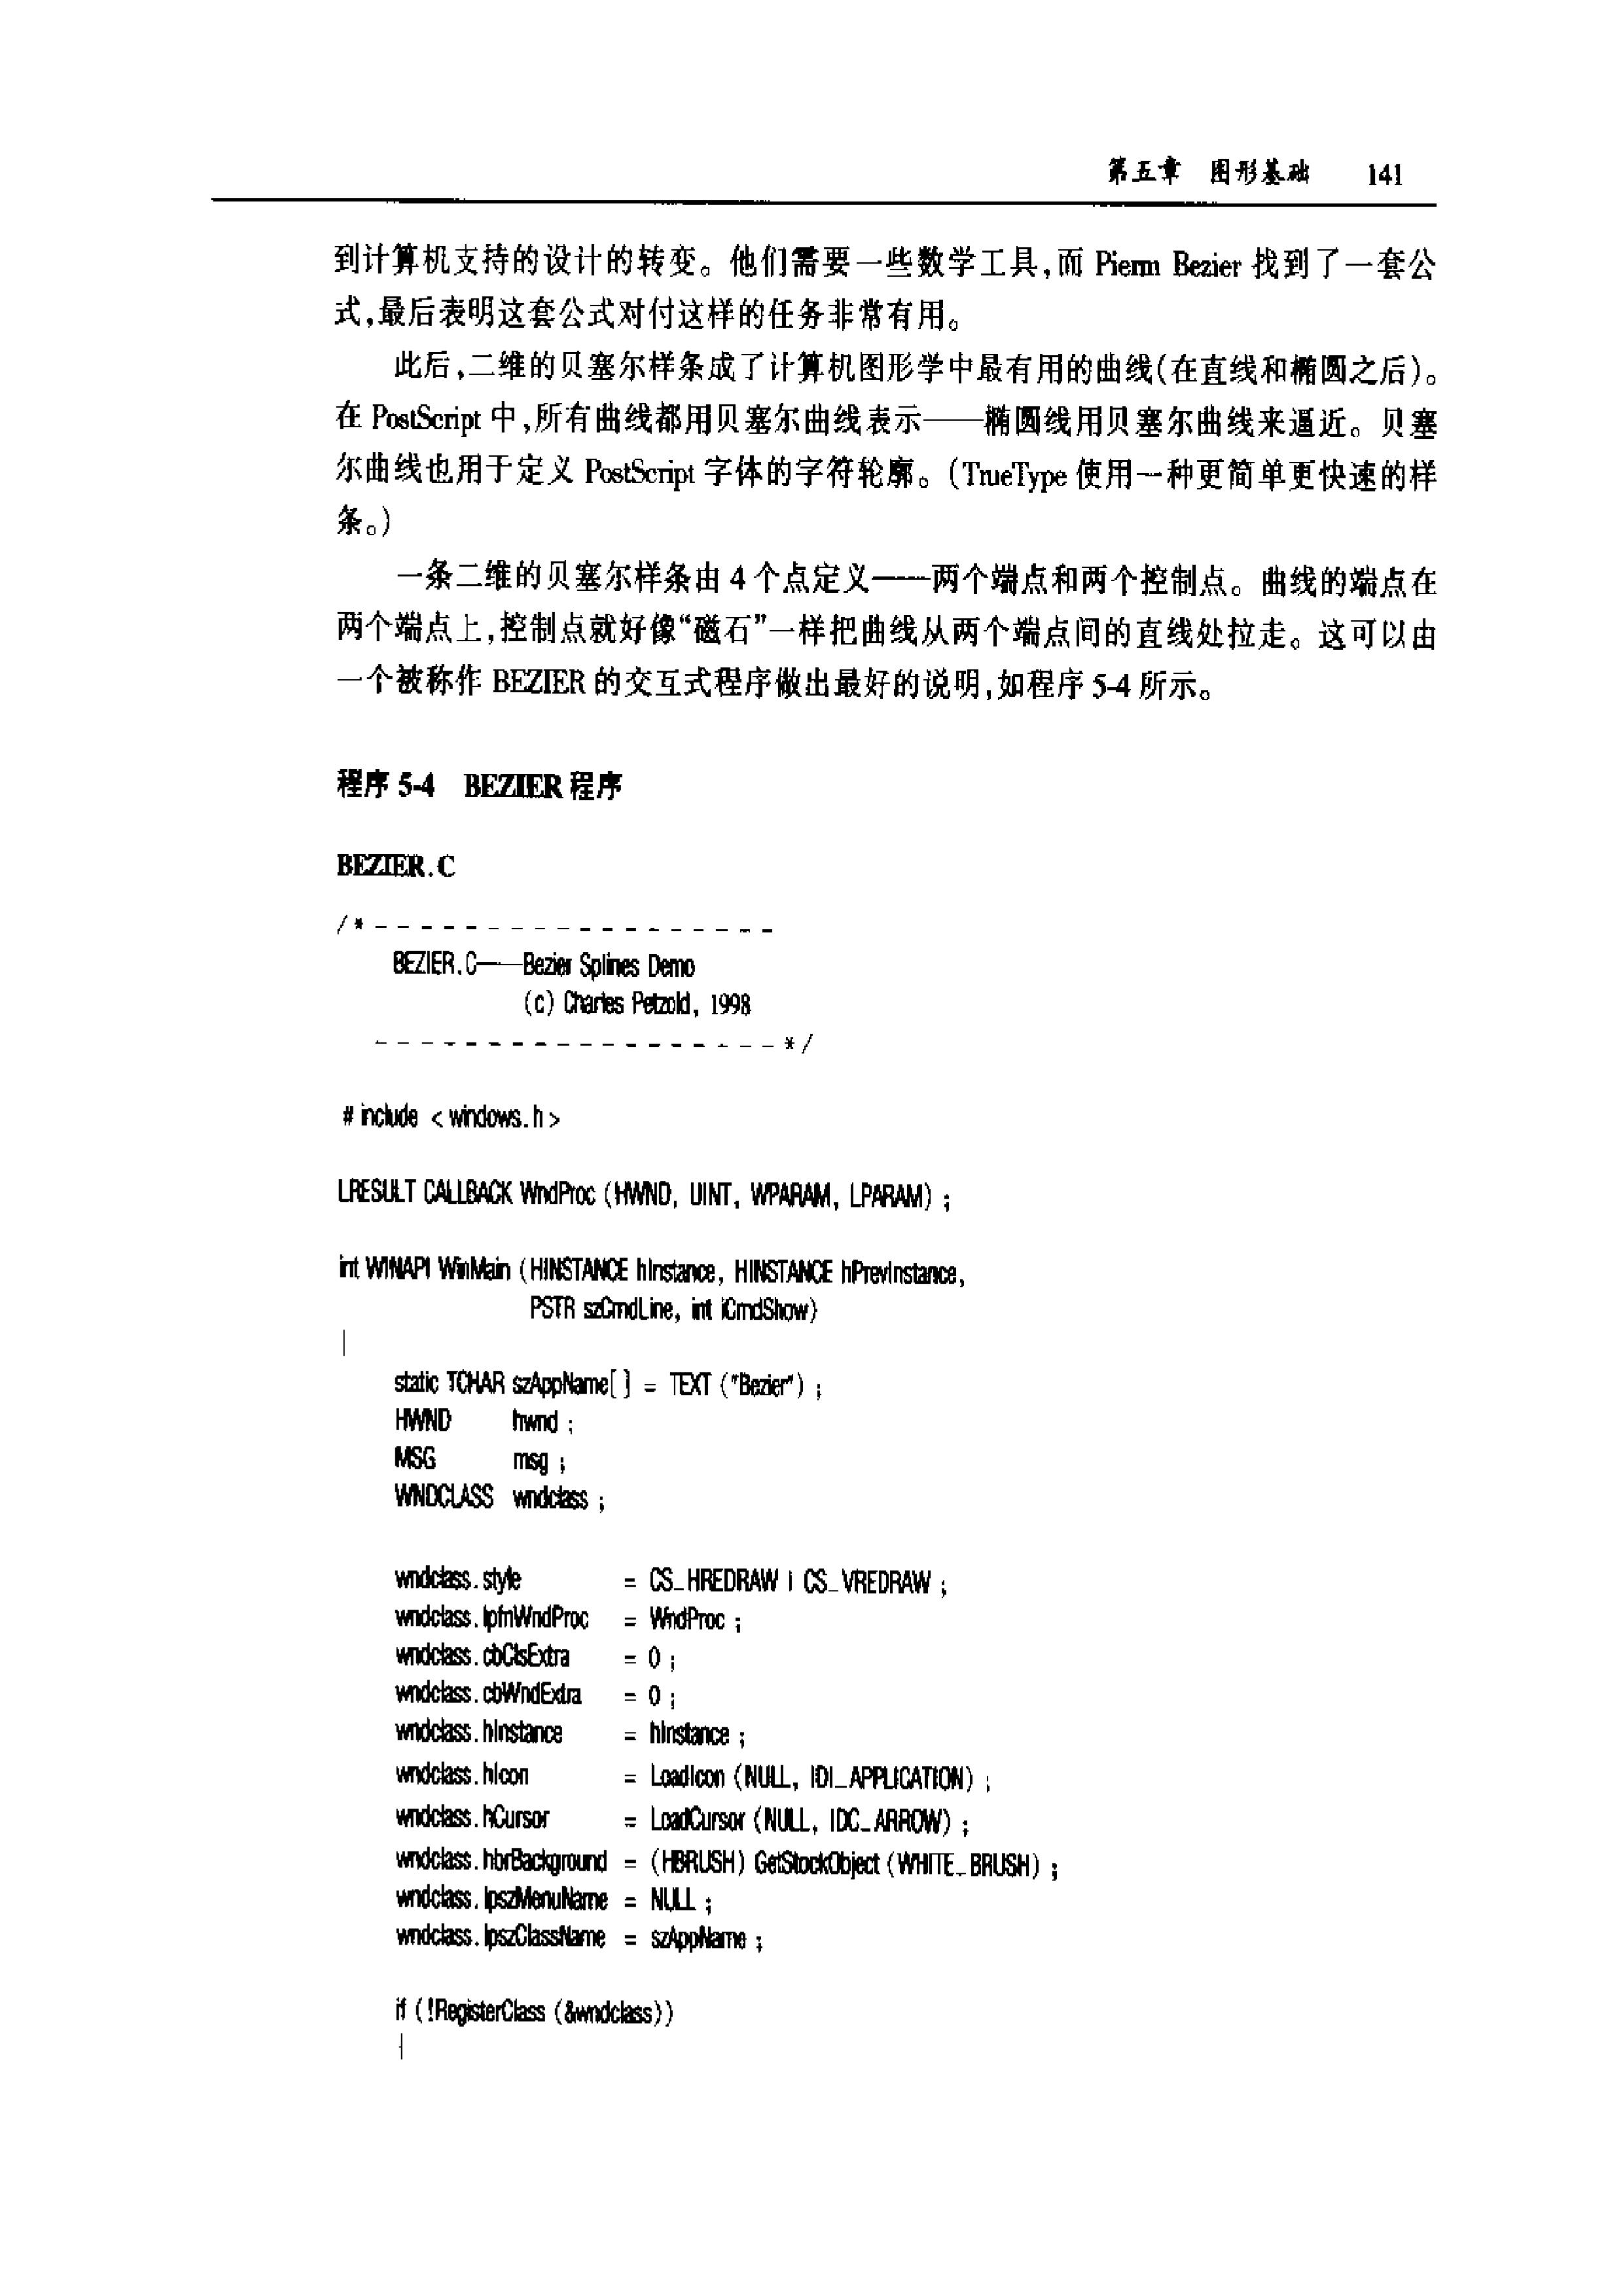 第五章 图形基础 141
到计算机支持的设计的转变。他们需要一些数学工具,而 Pierm Bezier 找到了一套公
式,最后表明这套公式对付这样的任务非常有用。
此后,二维的贝塞尔样条成了计算机图形学中最有用的曲线(在直线和椭圆之后)。
在 PostScript 中,所有曲线都用贝塞尔曲线表示——椭圆线用贝塞尔曲线来逼近。贝塞
尔曲线也用于定义 PostScript 字体的字符轮廓。(TrueType 使用一种更简单更快速的样
条。)
一条二维的贝塞尔样条由 4 个点定义——两个端点和两个控制点。曲线的端点在
两个端点上,控制点就好像“磁石”一样把曲线从两个端点间的直线处拉走。这可以由
一个被称作 BEZIER 的交互式程序做出最好的说明,如程序 5-4 所示。
程序 5-4 BEZIER 程序
BEZIER.C
/* - - - - - - - - - - - - - - - - - -
BEZIER.C——Bezier Splines Demo
(c) Charles Petzold, 1998
- - - - - - - - - - - - - - - - - - */
# include < windows.h >
LRESULT CALLBACK WndProc (HWND, UINT, WPARAM, LPARAM) ;
int WINAPI WinMain (HINSTANCE hInstance, HINSTANCE hPrevInstance,
PSTR szCmdLine, int iCmdShow)
{
static TCHAR szAppName[ ] = TEXT ("Bezier") ;
HWND hwnd ;
MSG msg ;
WNDCLASS wndclass ;
wndclass.style = CS_HREDRAW | CS_VREDRAW ;
wndclass.lpfnWndProc = WndProc ;
wndclass.cbClsExtra = 0 ;
wndclass.cbWndExtra = 0 ;
wndclass.hInstance = hInstance ;
wndclass.hIcon = LoadIcon (NULL, IDI_APPLICATION) ;
wndclass.hCursor = LoadCursor (NULL, IDC_ARROW) ;
wndclass.hbrBackground = (HBRUSH) GetStockObject (WHITE_BRUSH) ;
wndclass.lpszMenuName = NULL ;
wndclass.lpszClassName = szAppName ;
if (!RegisterClass (&wndclass))
{